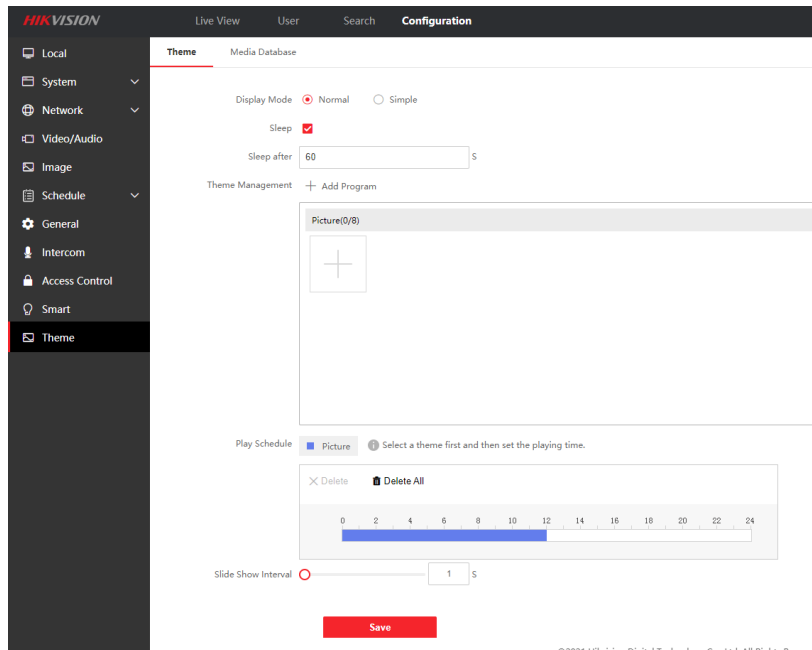 HIKVISION Live View User Search Configuration
Local
System
Network
Video/Audio
Image
Schedule
General
Intercom
Access Control
Smart
Theme
Theme Media Database
Display Mode Normal Simple
Sleep
Sleep after 60 S
Theme Management Add Program
Picture(0/8)
Play Schedule Picture Select a theme first and then set the playing time.
Delete Delete All
0 2 4 6 8 10 12 14 16 18 20 22 24
Slide Show Interval 1 S
Save